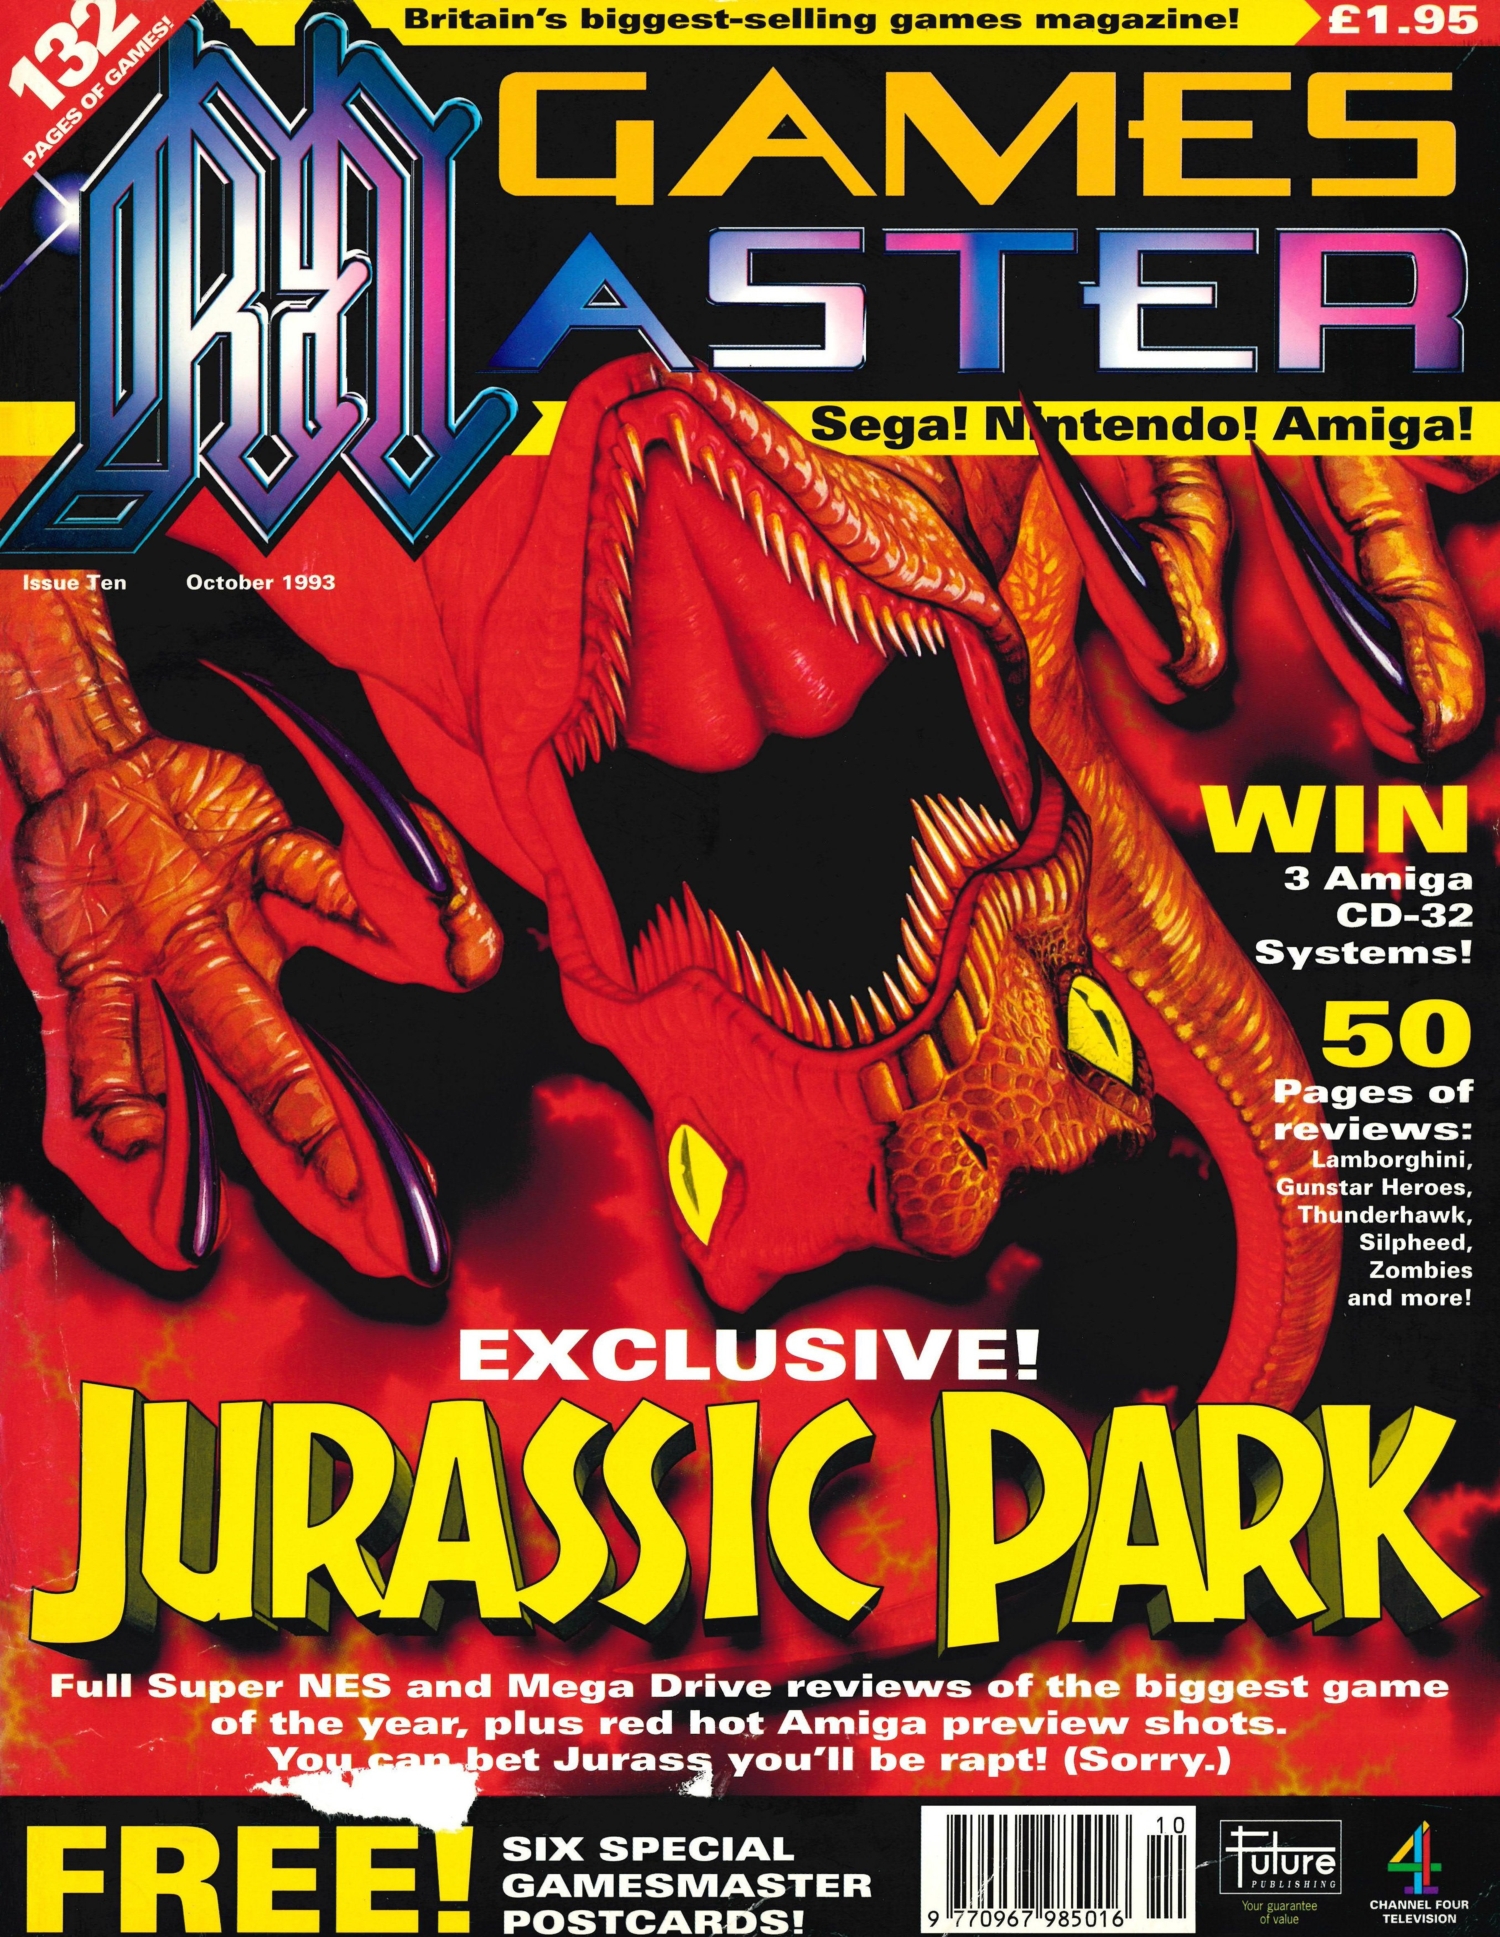 132
PAGES OF GAMES!
Britain's biggest-selling games magazine!
£1.95
GAMES
MASTER
Sega! Nintendo! Amiga!
Issue Ten October 1993
WIN
3 Amiga
CD-32
Systems!
50
Pages of
reviews:
Lamborghini,
Gunstar Heroes,
Thunderhawk,
Silpheed,
Zombies
and more!
EXCLUSIVE!
JURASSIC PARK
Full Super NES and Mega Drive reviews of the biggest game
of the year, plus red hot Amiga preview shots.
You can bet Jurass you'll be rapt! (Sorry.)
FREE!
SIX SPECIAL
GAMESMASTER
POSTCARDS!
10
9 770967 985016
Future
PUBLISHING
Your guarantee
of value
4
CHANNEL FOUR
TELEVISION